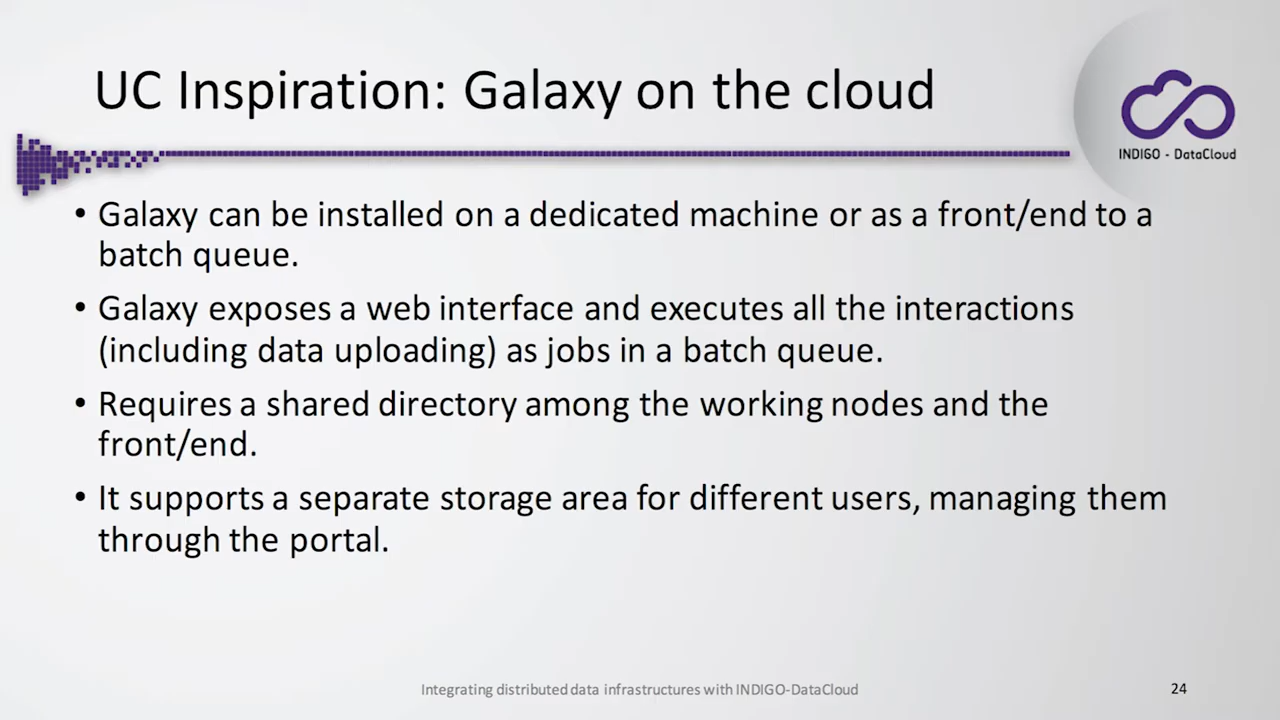 UC Inspiration: Galaxy on the cloud
INDIGO - DataCloud
• Galaxy can be installed on a dedicated machine or as a front/end to a
batch queue.
• Galaxy exposes a web interface and executes all the interactions
(including data uploading) as jobs in a batch queue.
• Requires a shared directory among the working nodes and the
front/end.
• It supports a separate storage area for different users, managing them
through the portal.
Integrating distributed data infrastructures with INDIGO-DataCloud
24